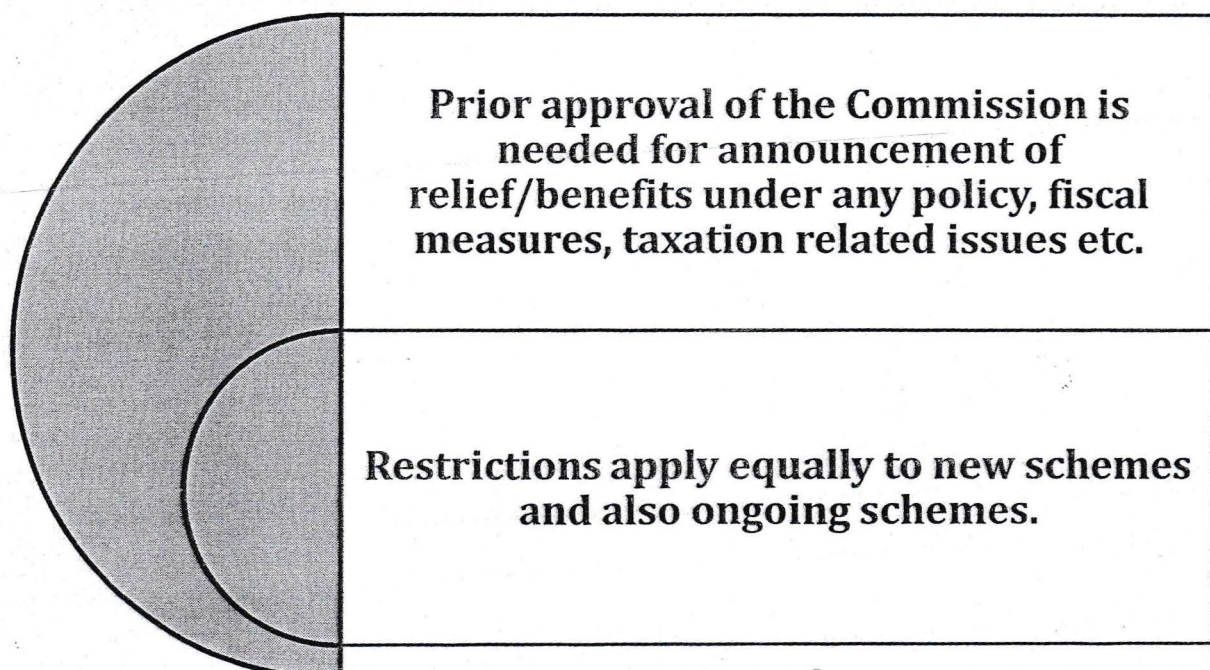 Prior approval of the Commission is
needed for announcement of
relief/benefits under any policy, fiscal
measures, taxation related issues etc.
Restrictions apply equally to new schemes
and also ongoing schemes.